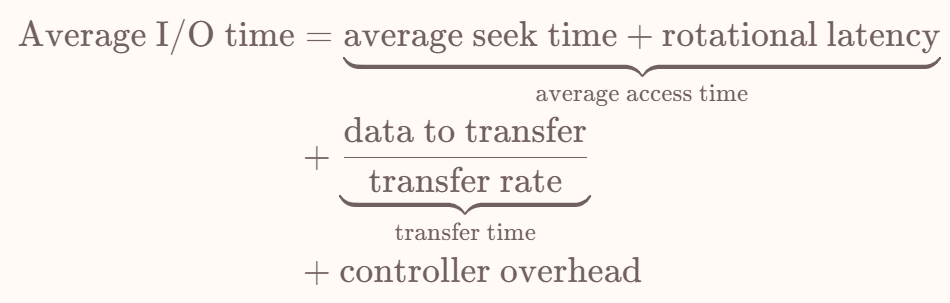 Average I/O time = average seek time + rotational latency
average access time
+ data to transfer
transfer rate
transfer time
+ controller overhead